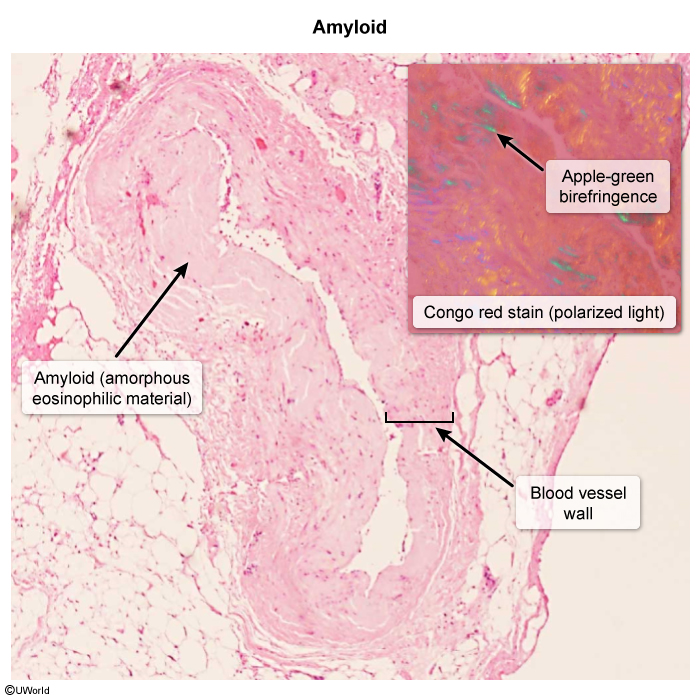 Amyloid
Apple-green
birefringence
Congo red stain (polarized light)
Amyloid (amorphous
eosinophilic material)
Blood vessel
wall
©UWorld